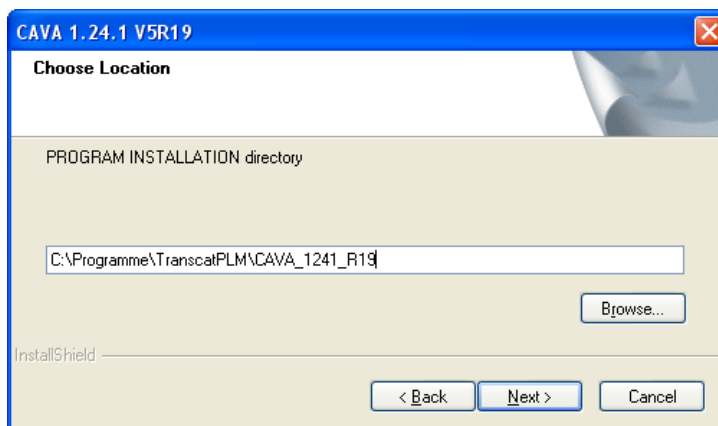 CAVA 1.24.1 V5R19
Choose Location
PROGRAM INSTALLATION directory
C:\Programme\TranscatPLM\CAVA_1241_R19
Browse...
InstallShield
< Back
Next >
Cancel